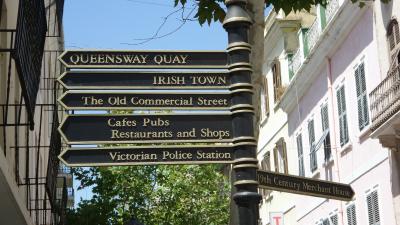 QUEENSWAY QUAY
IRISH TOWN
The Old Commercial Street
Cafes Pubs
Restaurants and Shops
Victorian Police Station
9th Century Merchant House